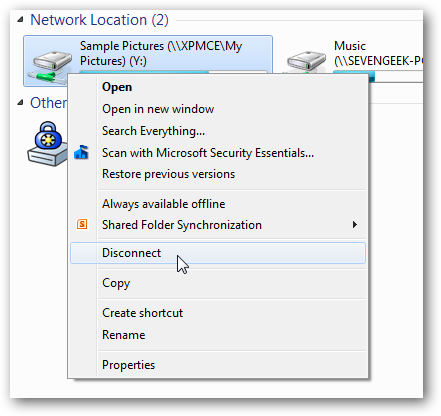 Network Location (2)
Sample Pictures (\\XPMCE\My
Pictures) (Y:)
Music
(\\SEVENGEEK-P
Other
Open
Open in new window
Search Everything...
Scan with Microsoft Security Essentials...
Restore previous versions
Always available offline
Shared Folder Synchronization
Disconnect
Copy
Create shortcut
Rename
Properties